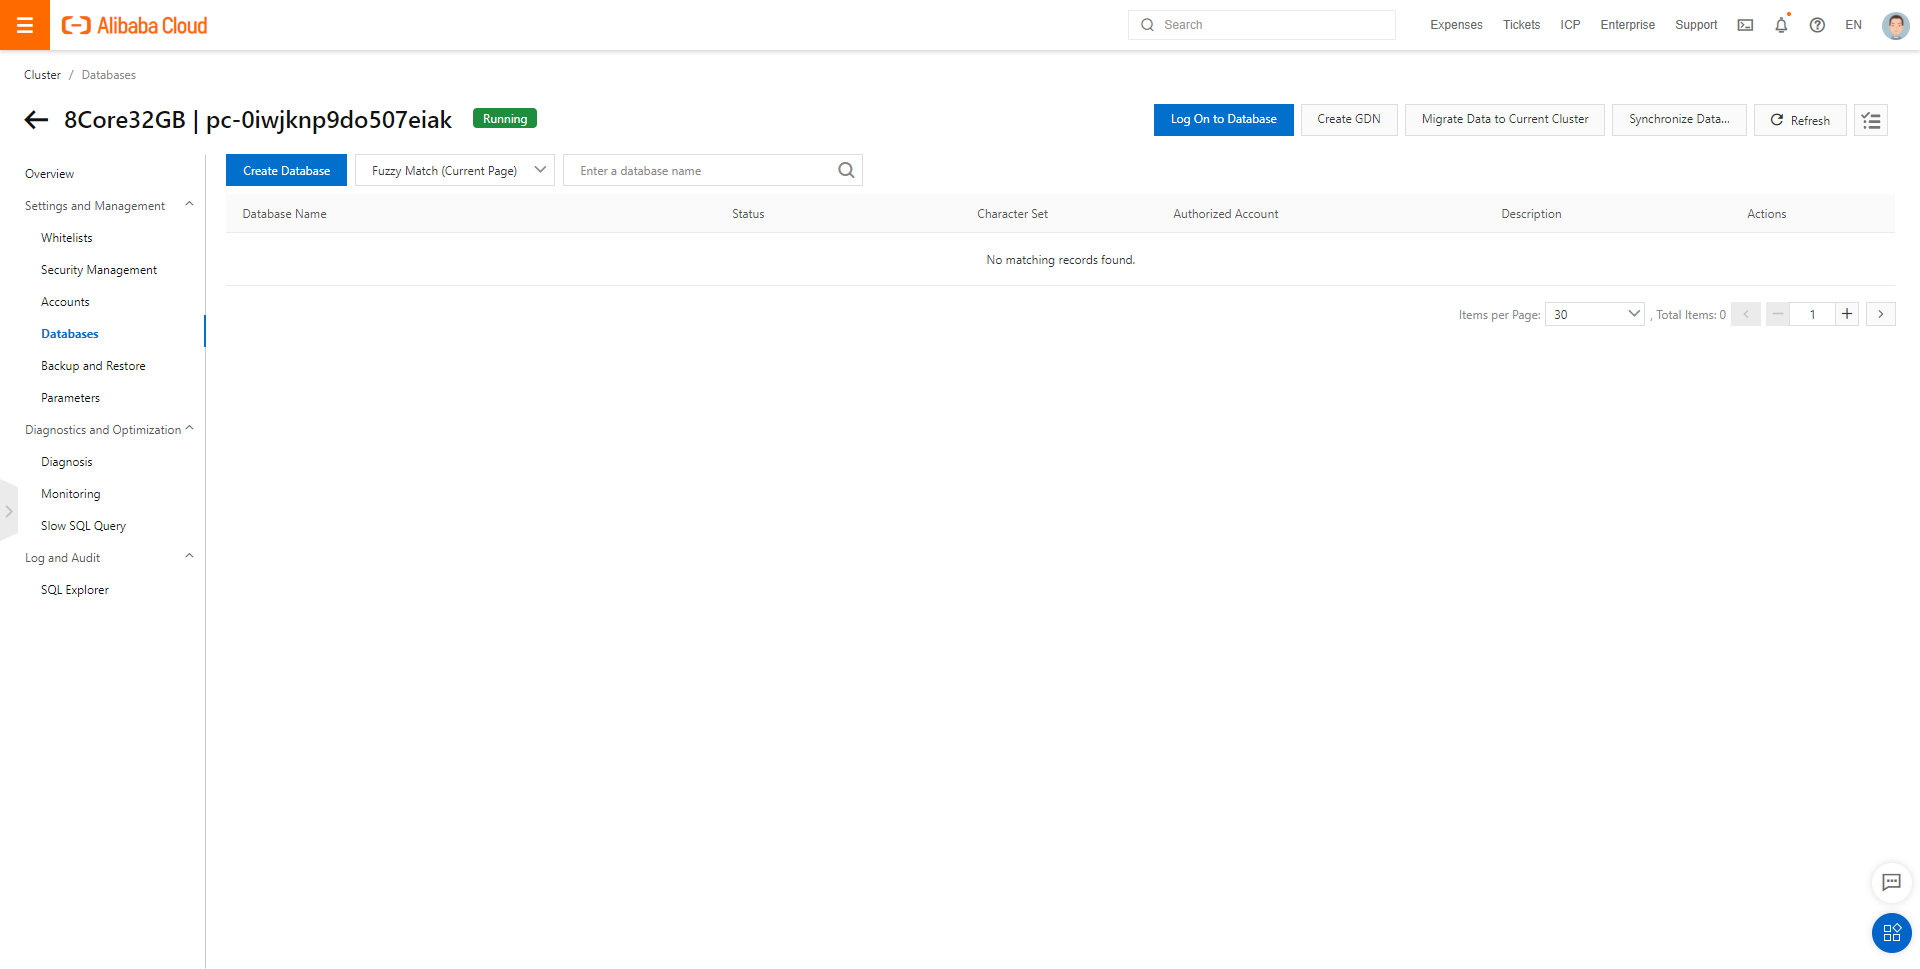 Alibaba Cloud
Search
Expenses
Tickets
ICP
Enterprise
Support
EN
Cluster / Databases
8Core32GB | pc-0iwjknp9do507eiak
Running
Log On to Database
Create GDN
Migrate Data to Current Cluster
Synchronize Data...
Refresh
Overview
Settings and Management
Whitelists
Security Management
Accounts
Databases
Backup and Restore
Parameters
Diagnostics and Optimization
Diagnosis
Monitoring
Slow SQL Query
Log and Audit
SQL Explorer
Create Database
Fuzzy Match (Current Page)
Enter a database name
Database Name
Status
Character Set
Authorized Account
Description
Actions
No matching records found.
Items per Page: 30 , Total Items: 0
1